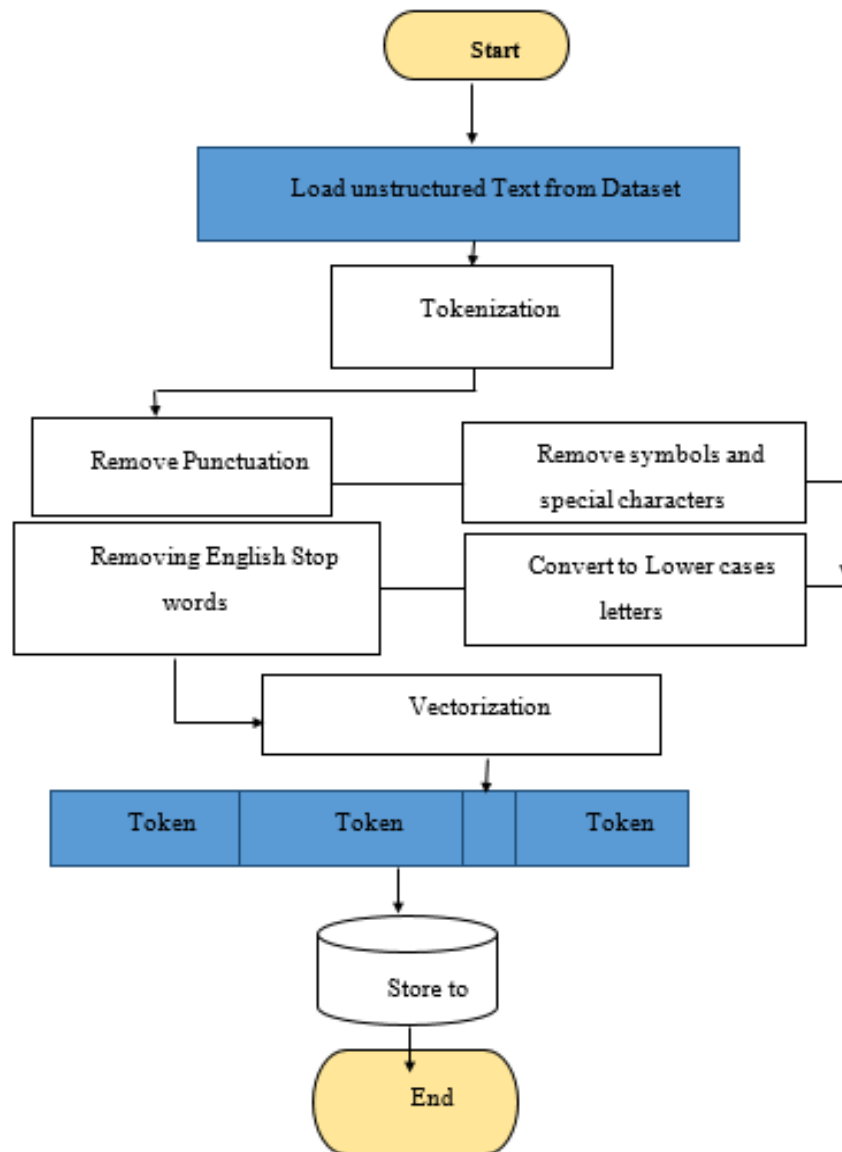 Start
Load unstructured Text from Dataset
Tokenization
Remove Punctuation
Remove symbols and
special characters
Removing English Stop
words
Convert to Lower cases
letters
Vectorization
Token
Token
Token
Store to
End